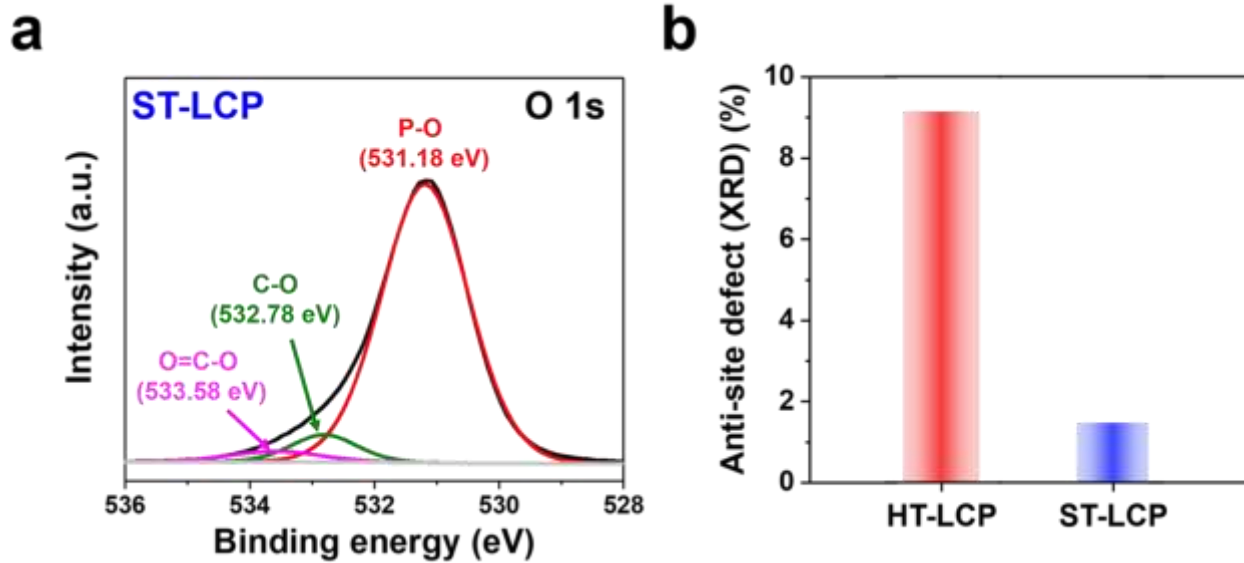 a
ST-LCP
O 1s
P-O
(531.18 eV)
C-O
(532.78 eV)
O=C-O
(533.58 eV)
Intensity (a.u.)
536 534 532 530 528
Binding energy (eV)
b
Anti-site defect (XRD) (%)
10
8
6
4
2
0
HT-LCP ST-LCP